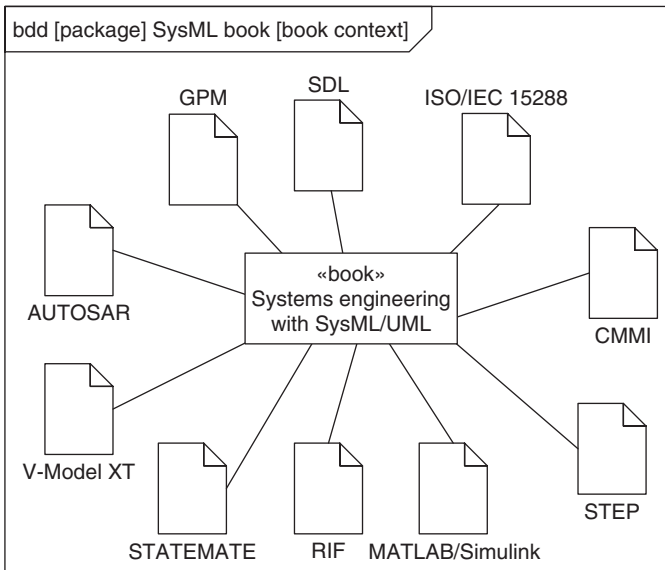 bdd [package] SysML book [book context]
SDL
GPM
ISO/IEC 15288
«book»
Systems engineering
with SysML/UML
AUTOSAR
CMMI
V-Model XT
STEP
STATEMATE
RIF
MATLAB/Simulink